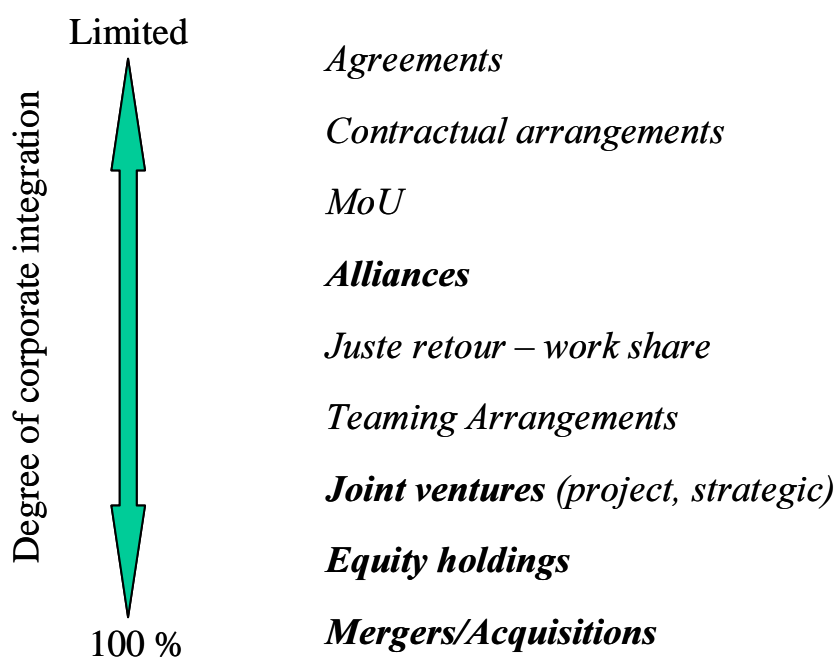 Limited
Degree of corporate integration
100 %
Agreements
Contractual arrangements
MoU
Alliances
Juste retour – work share
Teaming Arrangements
Joint ventures (project, strategic)
Equity holdings
Mergers/Acquisitions